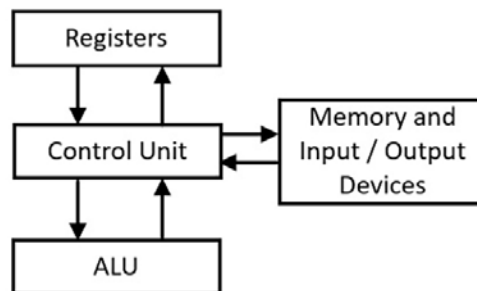 Registers
Control Unit
Memory and
Input / Output
Devices
ALU